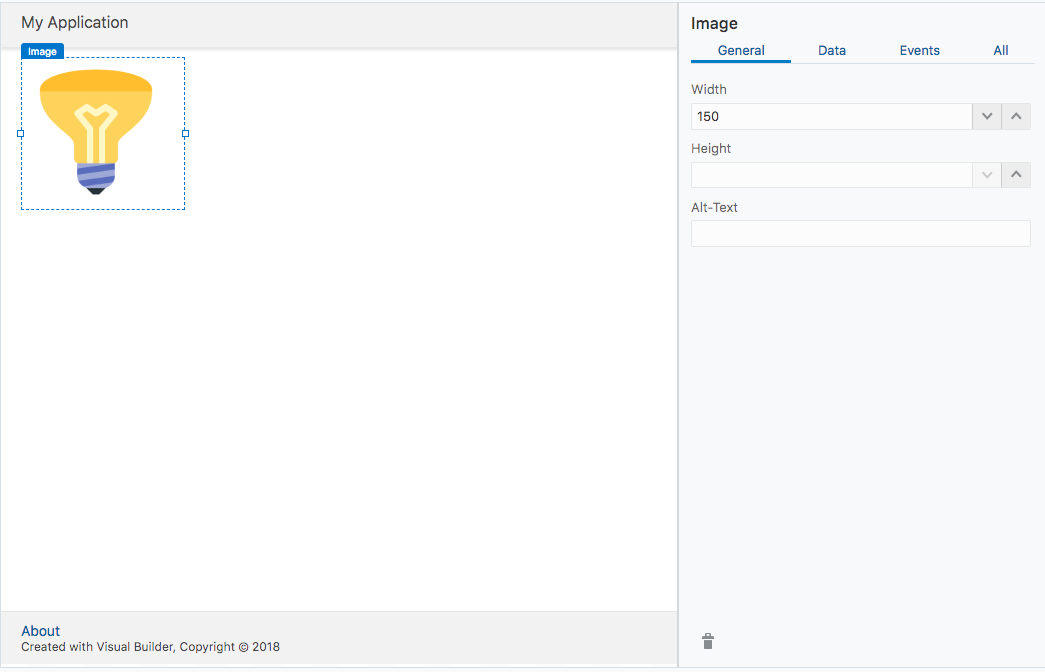 My Application
Image
About
Created with Visual Builder, Copyright © 2018
Image
General Data Events All
Width
150
Height
Alt-Text